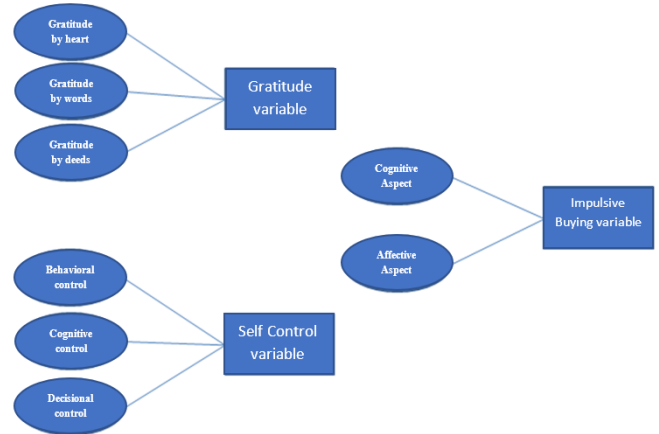 Gratitude
by heart
Gratitude
by words
Gratitude
by deeds
Gratitude
variable
Cognitive
Aspect
Affective
Aspect
Impulsive
Buying variable
Behavioral
control
Cognitive
control
Decisional
control
Self Control
variable